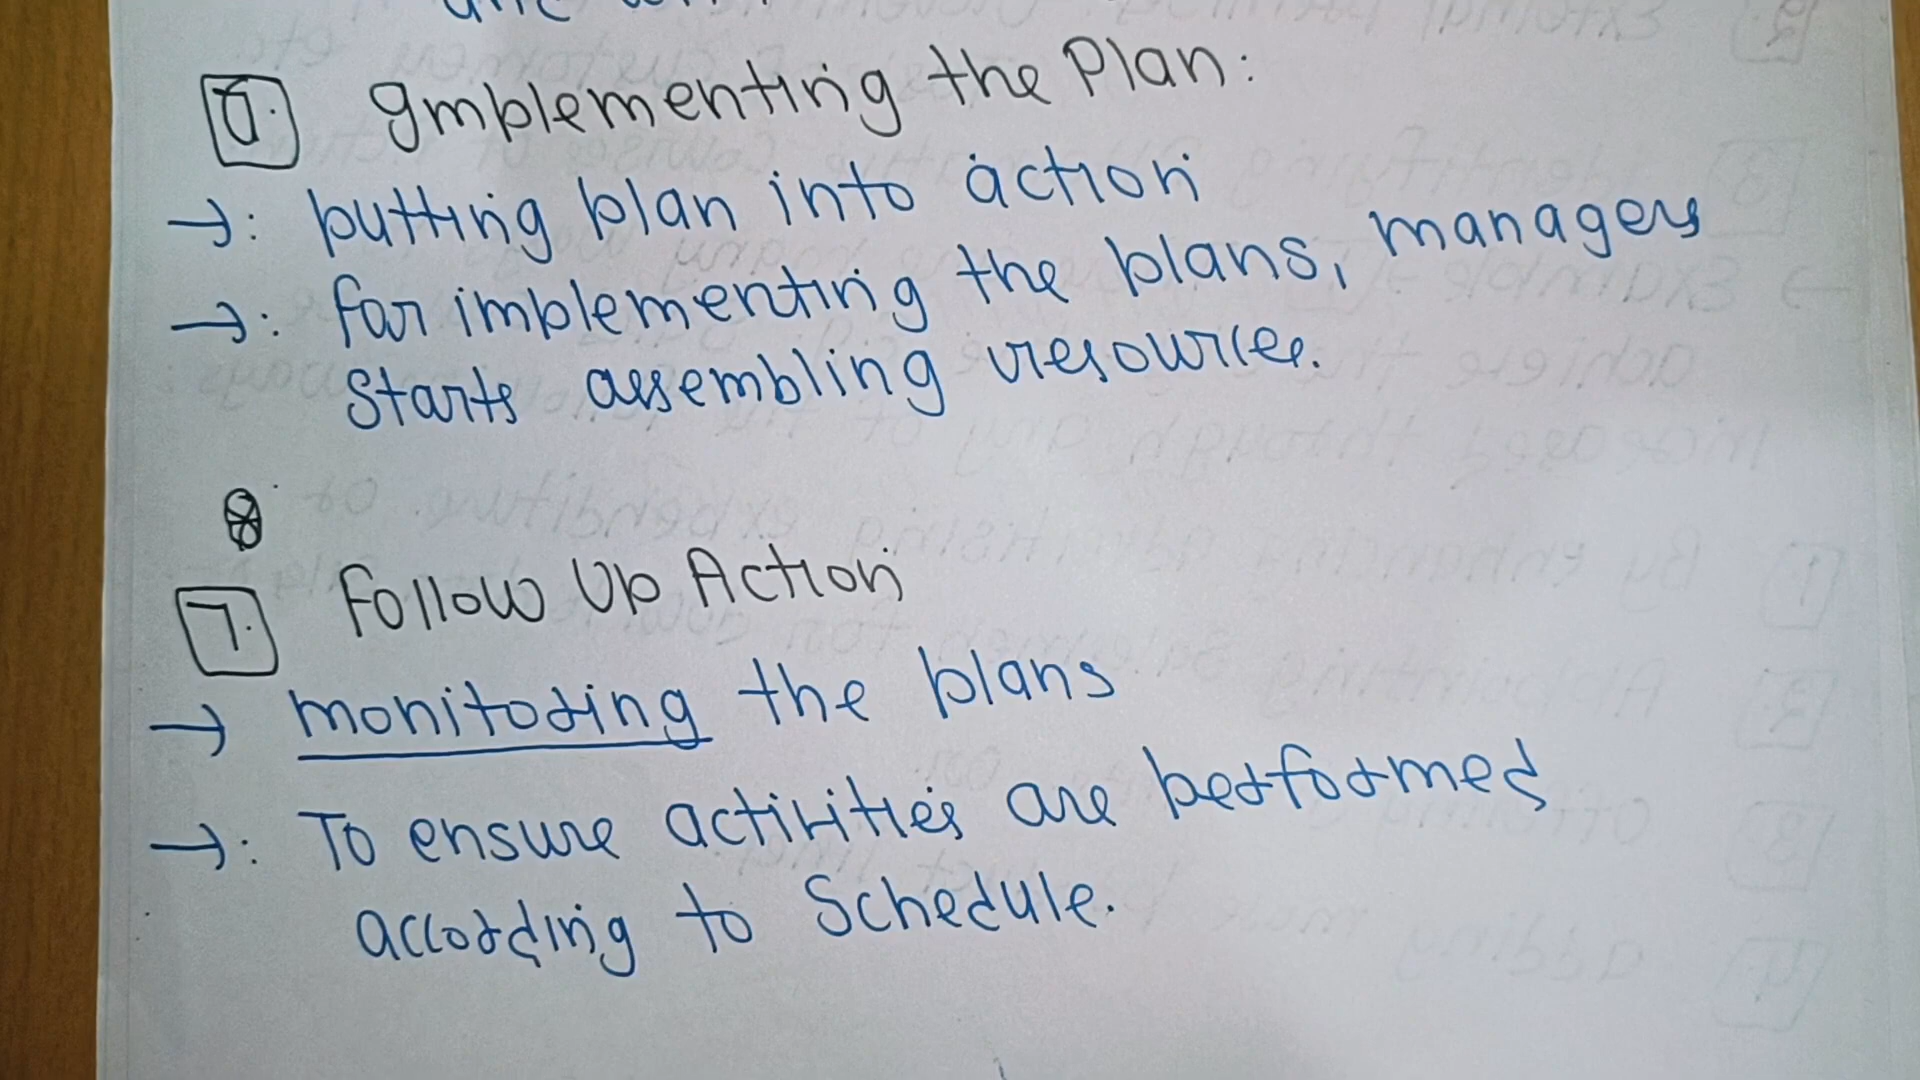 6. Implementing the Plan:
→: putting plan into action
→: for implementing the plans, managers
starts assembling resources.
7. Follow Up Action
→ monitoring the plans
→: To ensure activities are performed
according to Schedule.